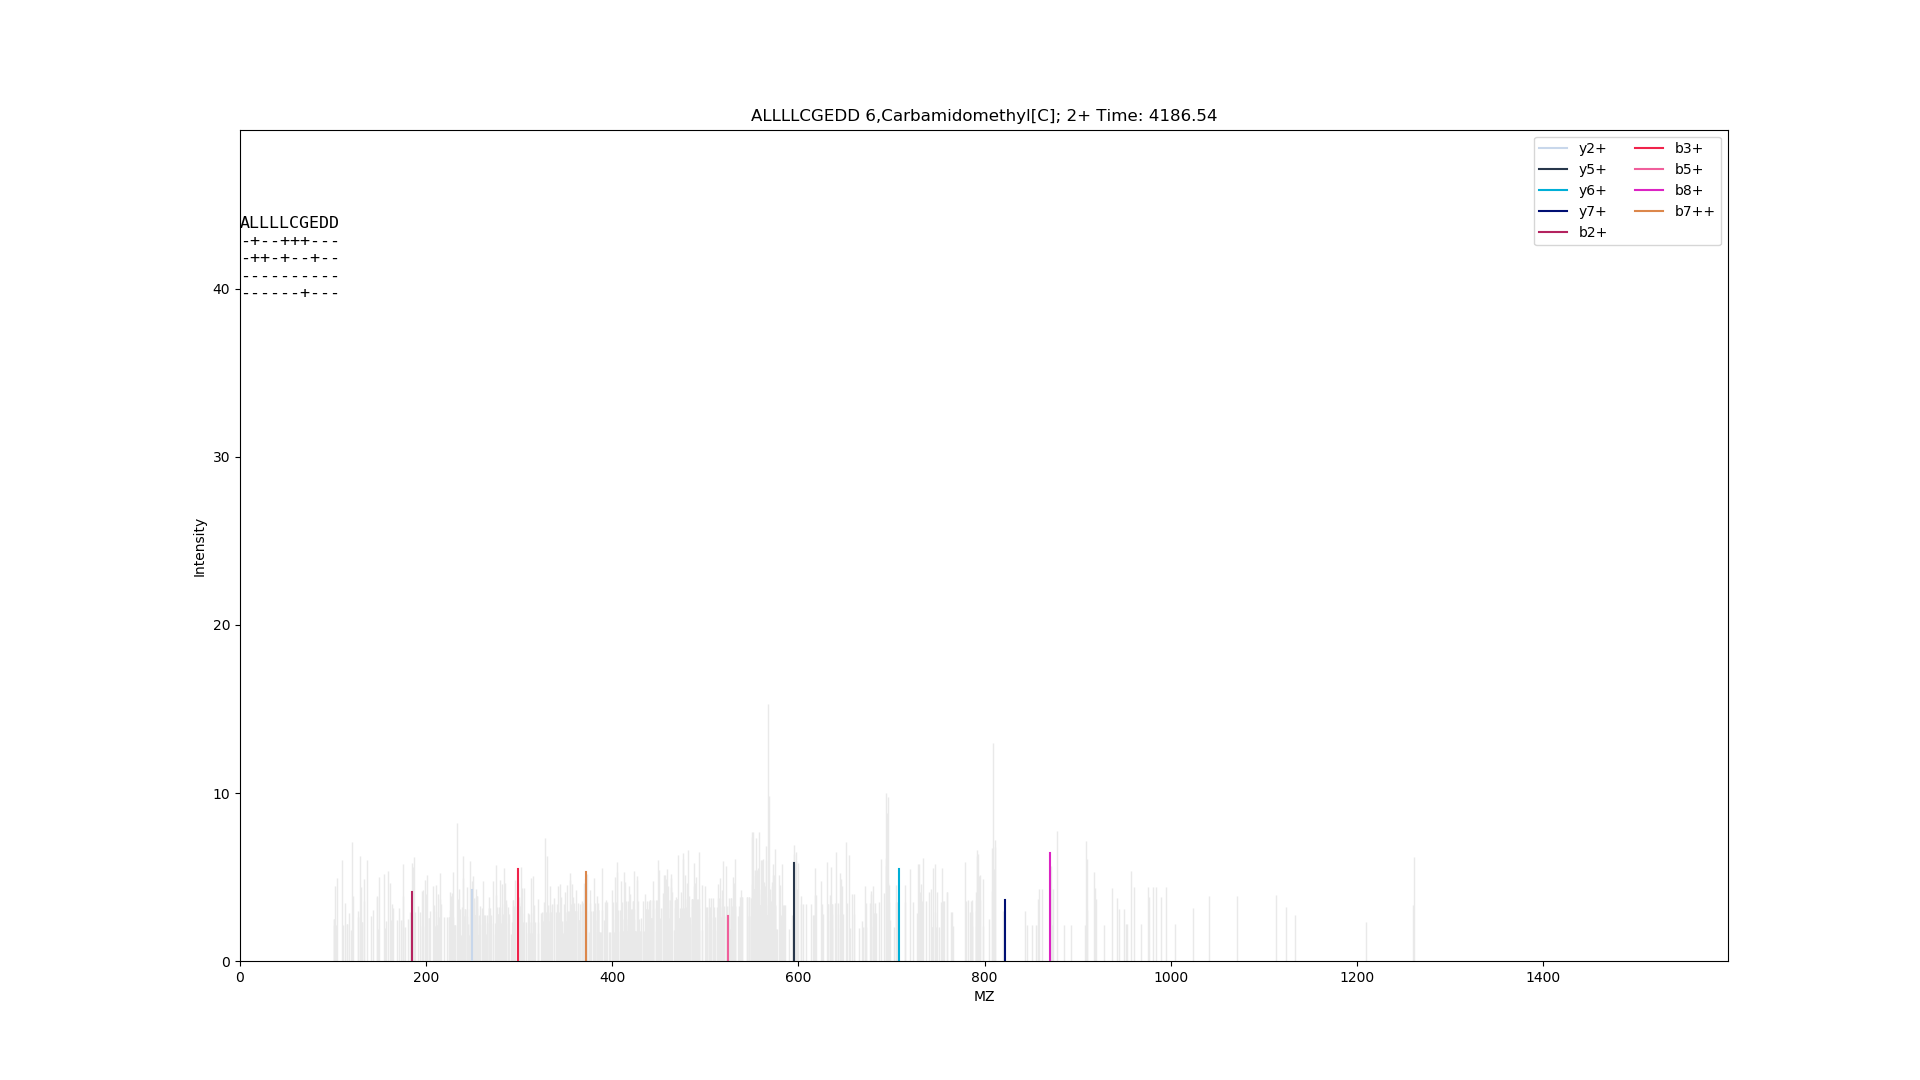 ALLLLCGEDD 6,Carbamidomethyl[C]; 2+ Time: 4186.54
y2+
y5+
y6+
y7+
b2+
b3+
b5+
b8+
b7++
ALLLLCGEDD
-+--+++---
-++-+--+--
----------
------+---
40
30
20
10
0
Intensity
0 200 400 600 800 1000 1200 1400
MZ